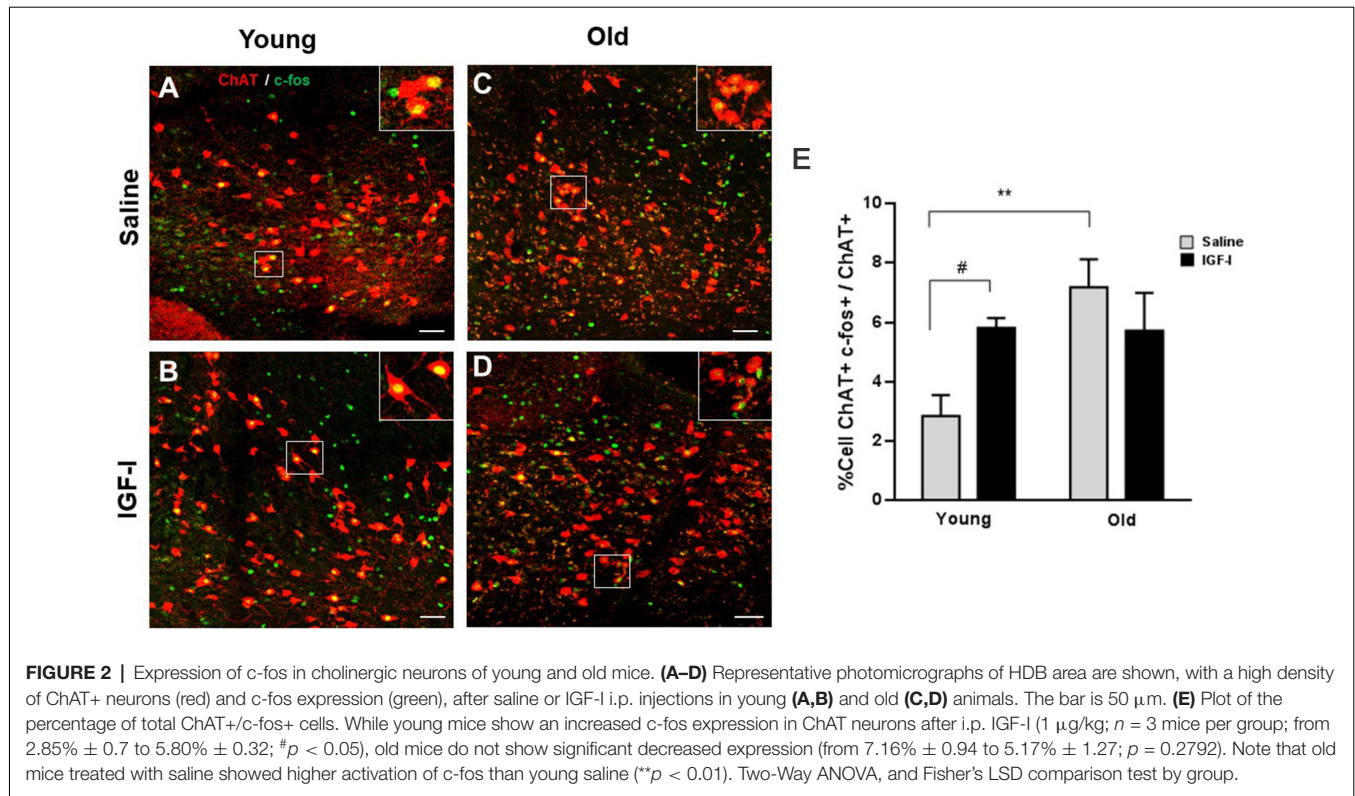 Young
Old
Saline
IGF-I
A
ChAT / c-fos
C
B
D
E
**
#
10
8
6
4
2
0
%Cell ChAT+ c-fos+ / ChAT+
Young
Old
Saline
IGF-I
FIGURE 2 | Expression of c-fos in cholinergic neurons of young and old mice. (A–D) Representative photomicrographs of HDB area are shown, with a high density
of ChAT+ neurons (red) and c-fos expression (green), after saline or IGF-I i.p. injections in young (A,B) and old (C,D) animals. The bar is 50 μm. (E) Plot of the
percentage of total ChAT+/c-fos+ cells. While young mice show an increased c-fos expression in ChAT neurons after i.p. IGF-I (1 μg/kg; n = 3 mice per group; from
2.85% ± 0.7 to 5.80% ± 0.32; #p < 0.05), old mice do not show significant decreased expression (from 7.16% ± 0.94 to 5.17% ± 1.27; p = 0.2792). Note that old
mice treated with saline showed higher activation of c-fos than young saline (**p < 0.01). Two-Way ANOVA, and Fisher's LSD comparison test by group.